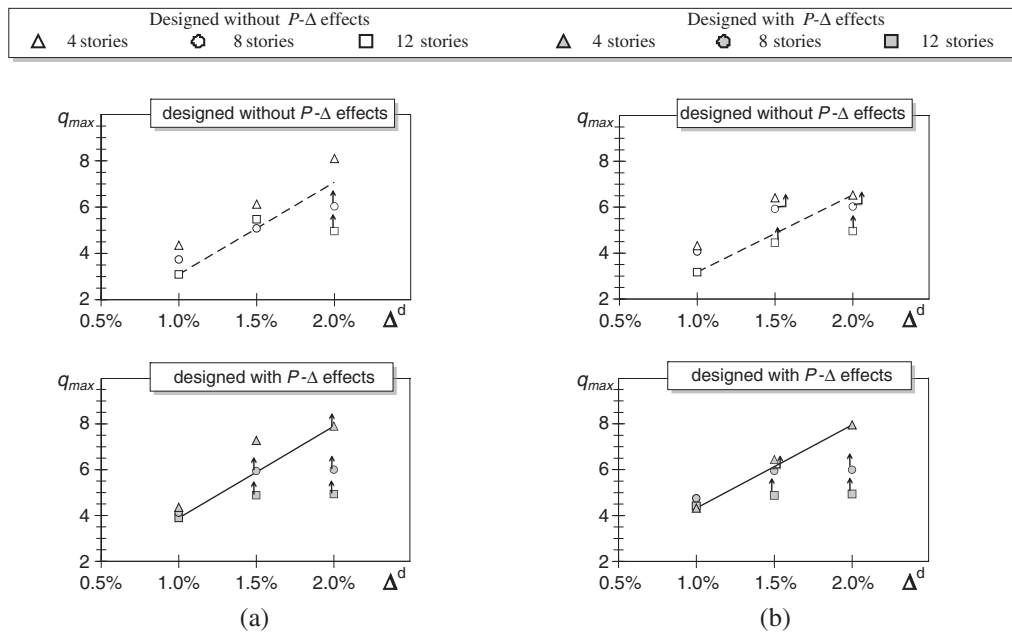 Designed without P-Δ effects
Designed with P-Δ effects
4 stories
8 stories
12 stories
4 stories
8 stories
12 stories
designed without P-Δ effects
q_max
8
6
4
2
0.5%
1.0%
1.5%
2.0%
Δ^d
designed without P-Δ effects
q_max
8
6
4
2
0.5%
1.0%
1.5%
2.0%
Δ^d
designed with P-Δ effects
q_max
8
6
4
2
0.5%
1.0%
1.5%
2.0%
Δ^d
(a)
designed with P-Δ effects
q_max
8
6
4
2
0.5%
1.0%
1.5%
2.0%
Δ^d
(b)